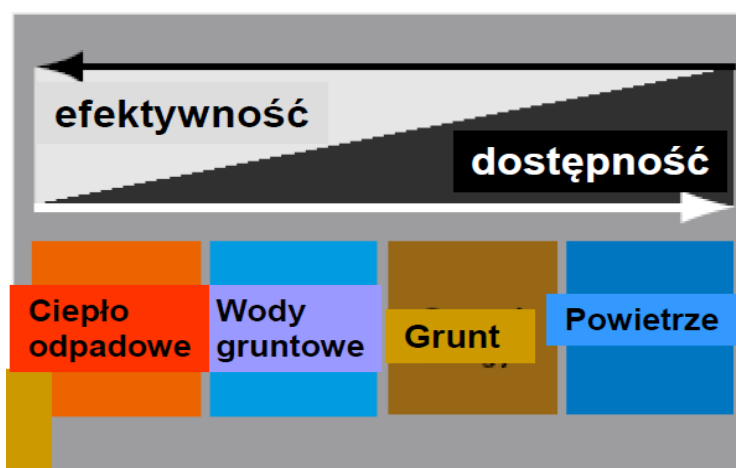 efektywność
dostępność
Ciepło
odpadowe
Wody
gruntowe
Grunt
Powietrze